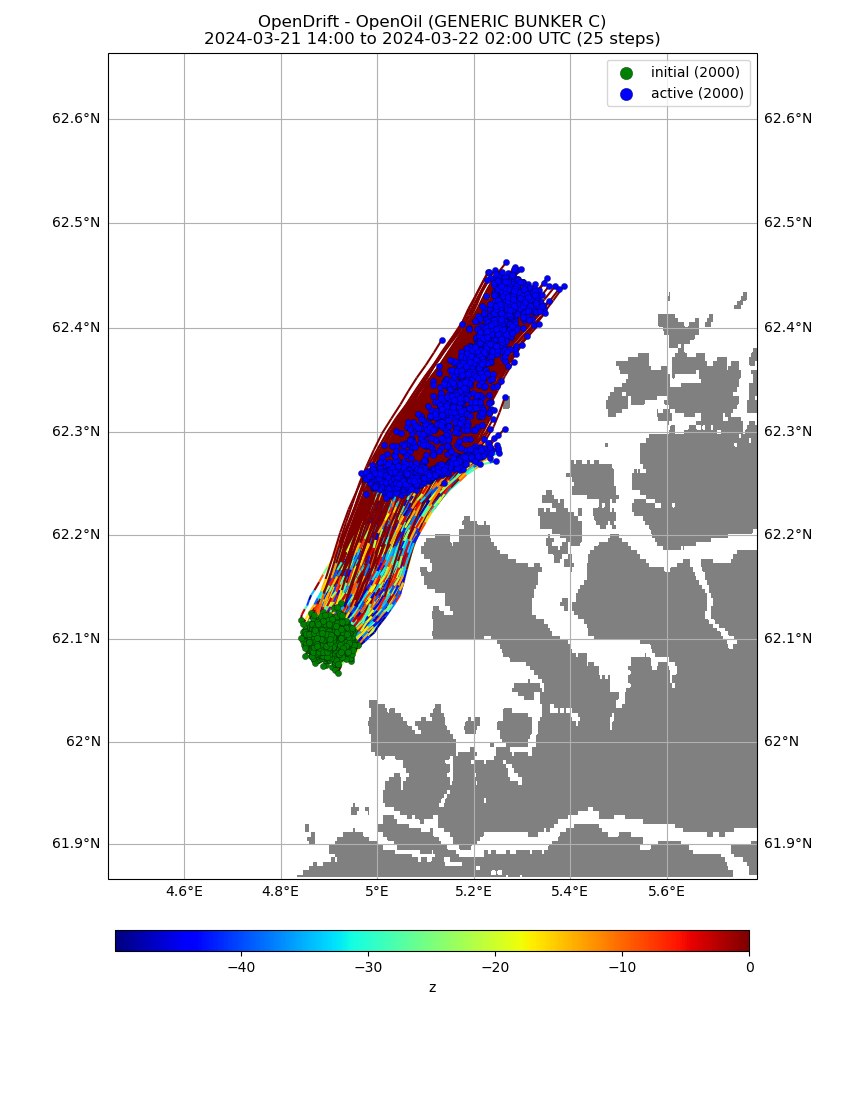 OpenDrift - OpenOil (GENERIC BUNKER C)
2024-03-21 14:00 to 2024-03-22 02:00 UTC (25 steps)
initial (2000)
active (2000)
62.6°N 62.6°N
62.5°N 62.5°N
62.4°N 62.4°N
62.3°N 62.3°N
62.2°N 62.2°N
62.1°N 62.1°N
62°N 62°N
61.9°N 61.9°N
4.6°E 4.8°E 5°E 5.2°E 5.4°E 5.6°E
−40 −30 −20 −10 0
z